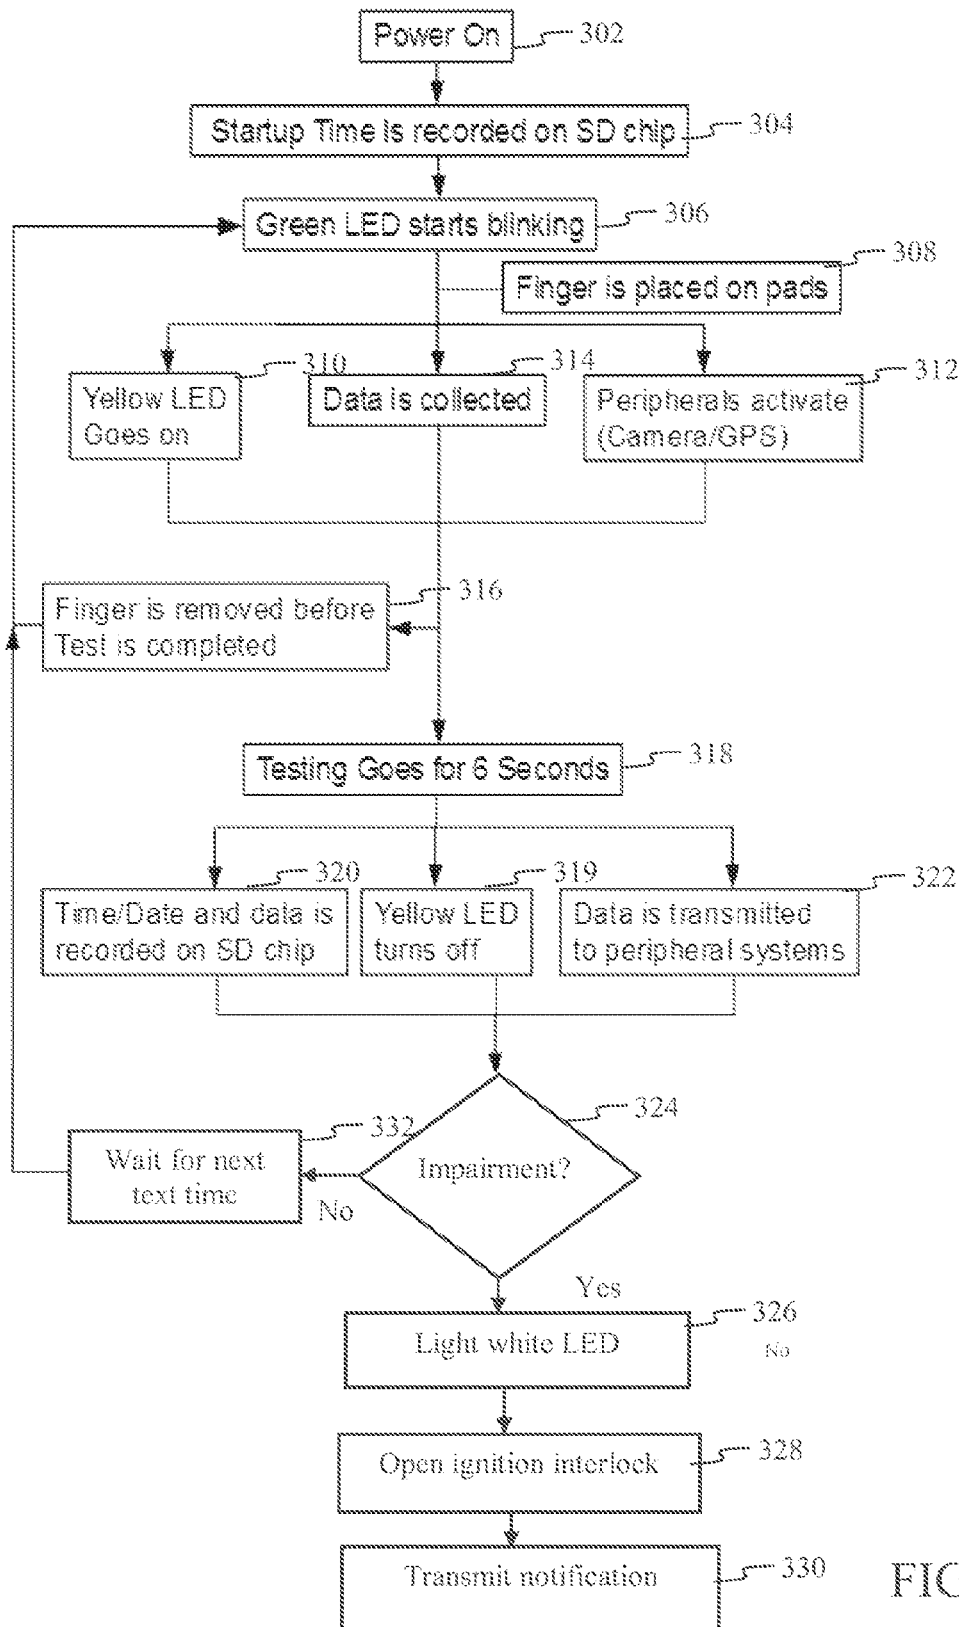 Power On
302
Startup Time is recorded on SD chip
304
Green LED starts blinking
306
308
Finger is placed on pads
310
Yellow LED
Goes on
314
Data is collected
312
Peripherals activate
(Camera/GPS)
316
Finger is removed before
Test is completed
318
Testing Goes for 6 Seconds
320
Time/Date and data is
recorded on SD chip
319
Yellow LED
turns off
322
Data is transmitted
to peripheral systems
324
Impairment?
332
Wait for next
text time
No
Yes
326
Light white LED
No
Open ignition interlock
328
Transmit notification
330
FIG